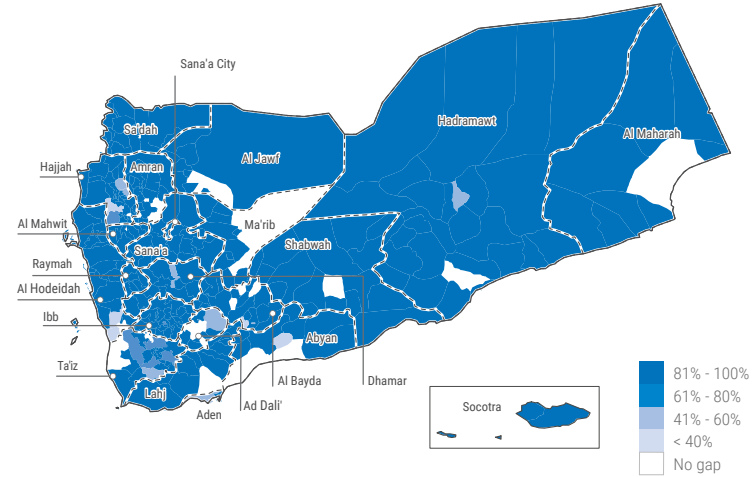 Sana'a City
Sa'dah
Hadramawt
Al Maharah
Al Jawf
Hajjah
Amran
Al Mahwit
Ma'rib
Shabwah
Sana'a
Raymah
Al Hodeidah
Ibb
Abyan
Ta'iz
Lahj
Aden
Ad Dali'
Al Bayda
Dhamar
Socotra
81% - 100%
61% - 80%
41% - 60%
< 40%
No gap